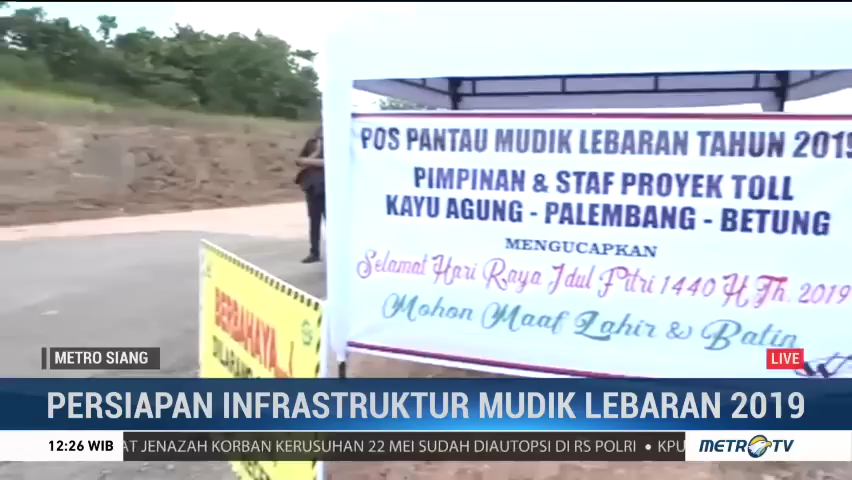 POS PANTAU MUDIK LEBARAN TAHUN 2019
PIMPINAN & STAF PROYEK TOLL
KAYU AGUNG - PALEMBANG - BETUNG
MENGUCAPKAN
Selamat Hari Raya Idul Fitri 1440 H Th. 2019
Mohon Maaf Lahir & Batin
BERBAHAYA..!
METRO SIANG
LIVE
PERSIAPAN INFRASTRUKTUR MUDIK LEBARAN 2019
12:26 WIB
AT JENAZAH KORBAN KERUSUHAN 22 MEI SUDAH DIAUTOPSI DI RS POLRI • KPU
METRO TV